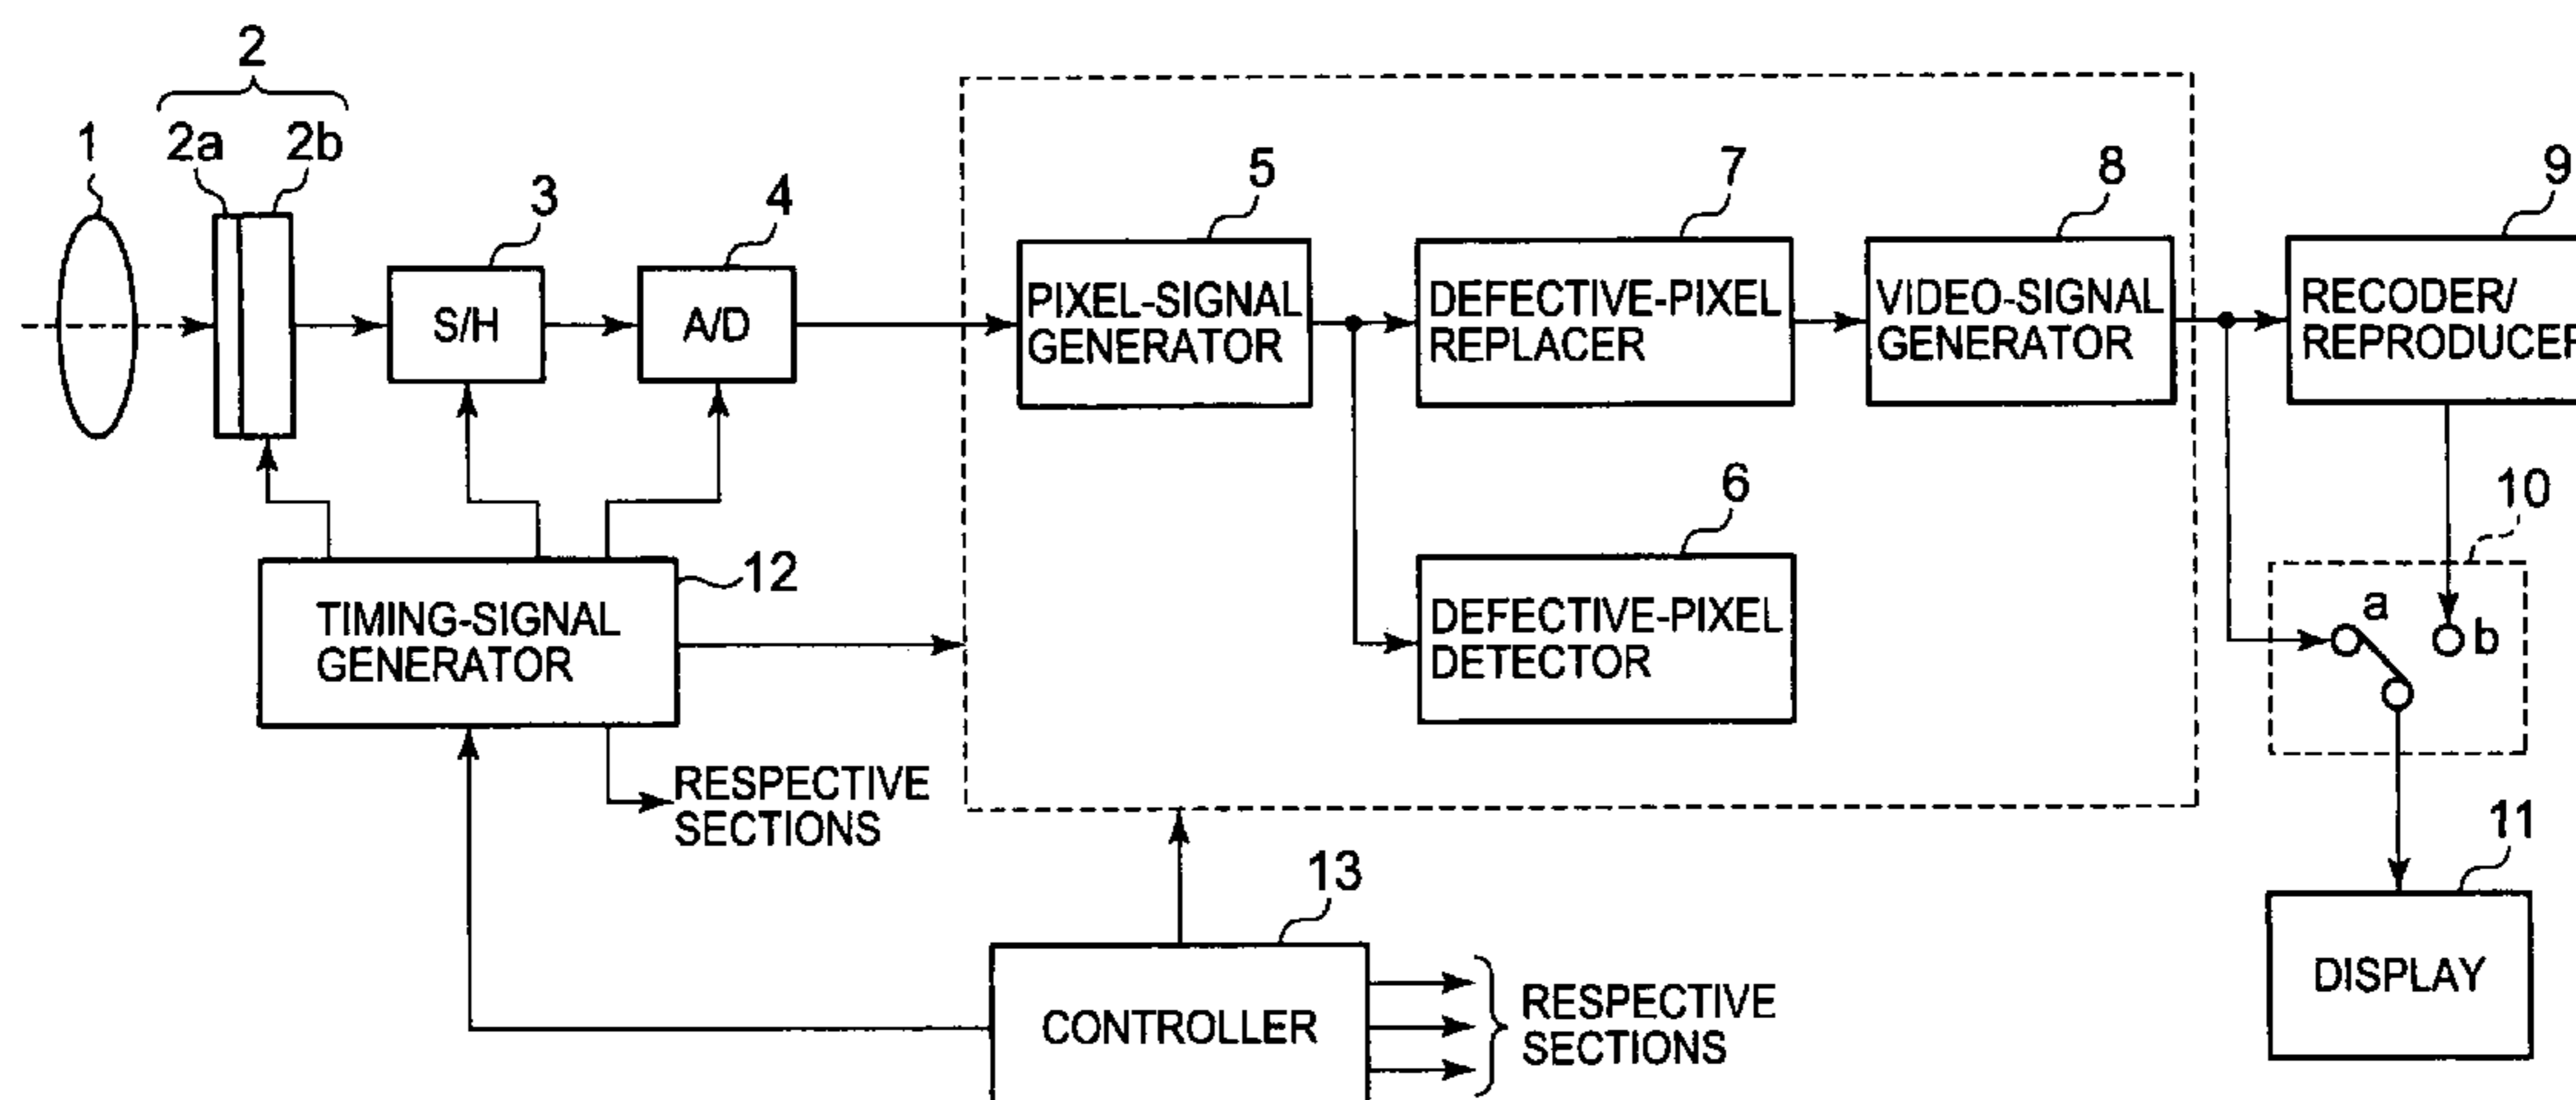 2
1
2a
2b
3
4
5
7
8
9
S/H
A/D
PIXEL-SIGNAL
GENERATOR
DEFECTIVE-PIXEL
REPLACER
VIDEO-SIGNAL
GENERATOR
RECODER/
REPRODUCER
6
10
12
TIMING-SIGNAL
GENERATOR
DEFECTIVE-PIXEL
DETECTOR
a
b
RESPECTIVE
SECTIONS
11
13
CONTROLLER
RESPECTIVE
SECTIONS
DISPLAY